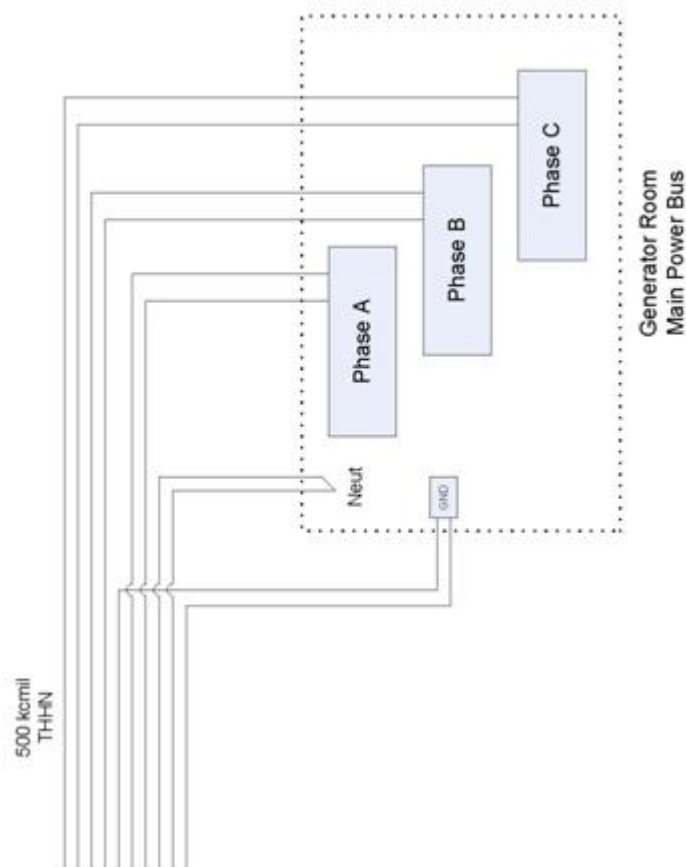 Phase C
Phase B
Phase A
Neut
GND
Generator Room
Main Power Bus
500 kcmil
THHN